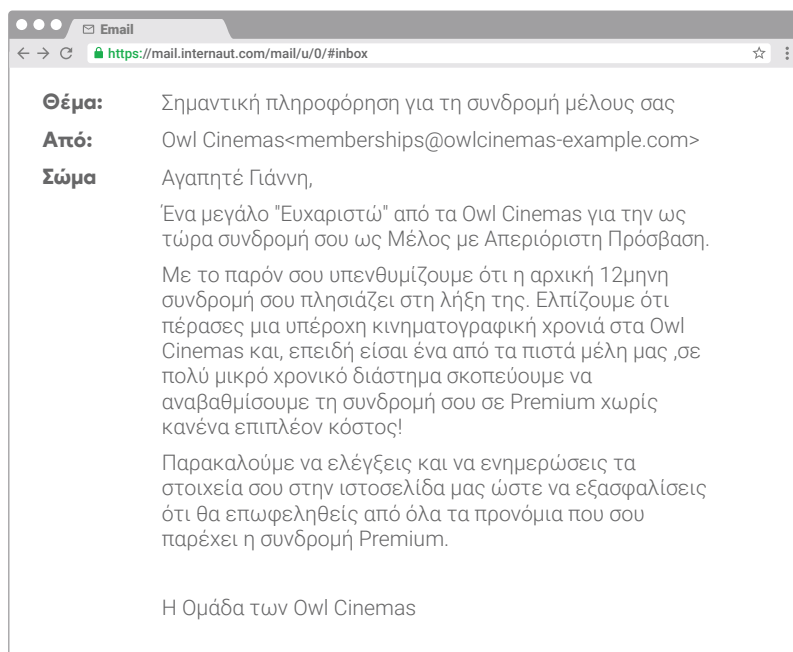 Email
https://mail.internaut.com/mail/u/0/#inbox
Θέμα: Σημαντική πληροφόρηση για τη συνδρομή μέλους σας
Από: Owl Cinemas<memberships@owlcinemas-example.com>
Σώμα Αγαπητέ Γιάννη,
Ένα μεγάλο "Ευχαριστώ" από τα Owl Cinemas για την ως
τώρα συνδρομή σου ως Μέλος με Απεριόριστη Πρόσβαση.
Με το παρόν σου υπενθυμίζουμε ότι η αρχική 12μηνη
συνδρομή σου πλησιάζει στη λήξη της. Ελπίζουμε ότι
πέρασες μια υπέροχη κινηματογραφική χρονιά στα Owl
Cinemas και, επειδή είσαι ένα από τα πιστά μέλη μας ,σε
πολύ μικρό χρονικό διάστημα σκοπεύουμε να
αναβαθμίσουμε τη συνδρομή σου σε Premium χωρίς
κανένα επιπλέον κόστος!
Παρακαλούμε να ελέγξεις και να ενημερώσεις τα
στοιχεία σου στην ιστοσελίδα μας ώστε να εξασφαλίσεις
ότι θα επωφεληθείς από όλα τα προνόμια που σου
παρέχει η συνδρομή Premium.
Η Ομάδα των Owl Cinemas